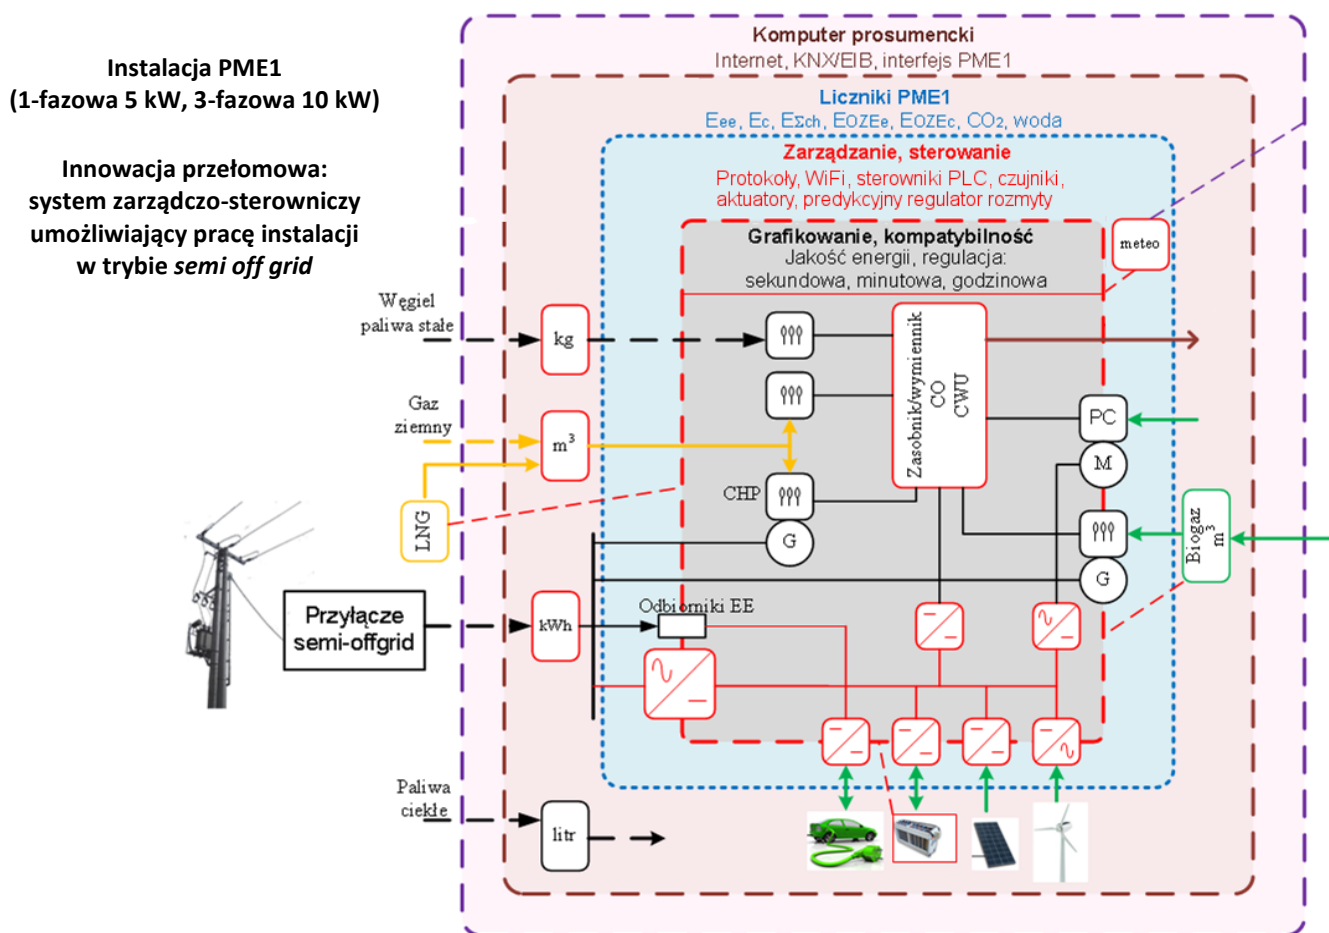 Instalacja PME1
(1-fazowa 5 kW, 3-fazowa 10 kW)
Innowacja przełomowa:
system zarządczo-sterowniczy
umożliwiający pracę instalacji
w trybie semi off grid
Komputer prosumencki
Internet, KNX/EIB, interfejs PME1
Liczniki PME1
Eee, Ec, EΣch, EOZEe, EOZEc, CO2, woda
Zarządzanie, sterowanie
Protokoły, WiFi, sterowniki PLC, czujniki,
aktuatory, predykcyjny regulator rozmyty
Grafikowanie, kompatybilność
Jakość energii, regulacja:
sekundowa, minutowa, godzinowa
meteo
Węgiel
paliwa stałe
kg
Gaz
ziemny
m³
LNG
CHP
G
Zasobnik/wymiennik
CO
CWU
PC
M
G
Biogaz
m³
Przyłącze
semi-offgrid
kWh
Odbiorniki EE
Paliwa
ciekłe
litr